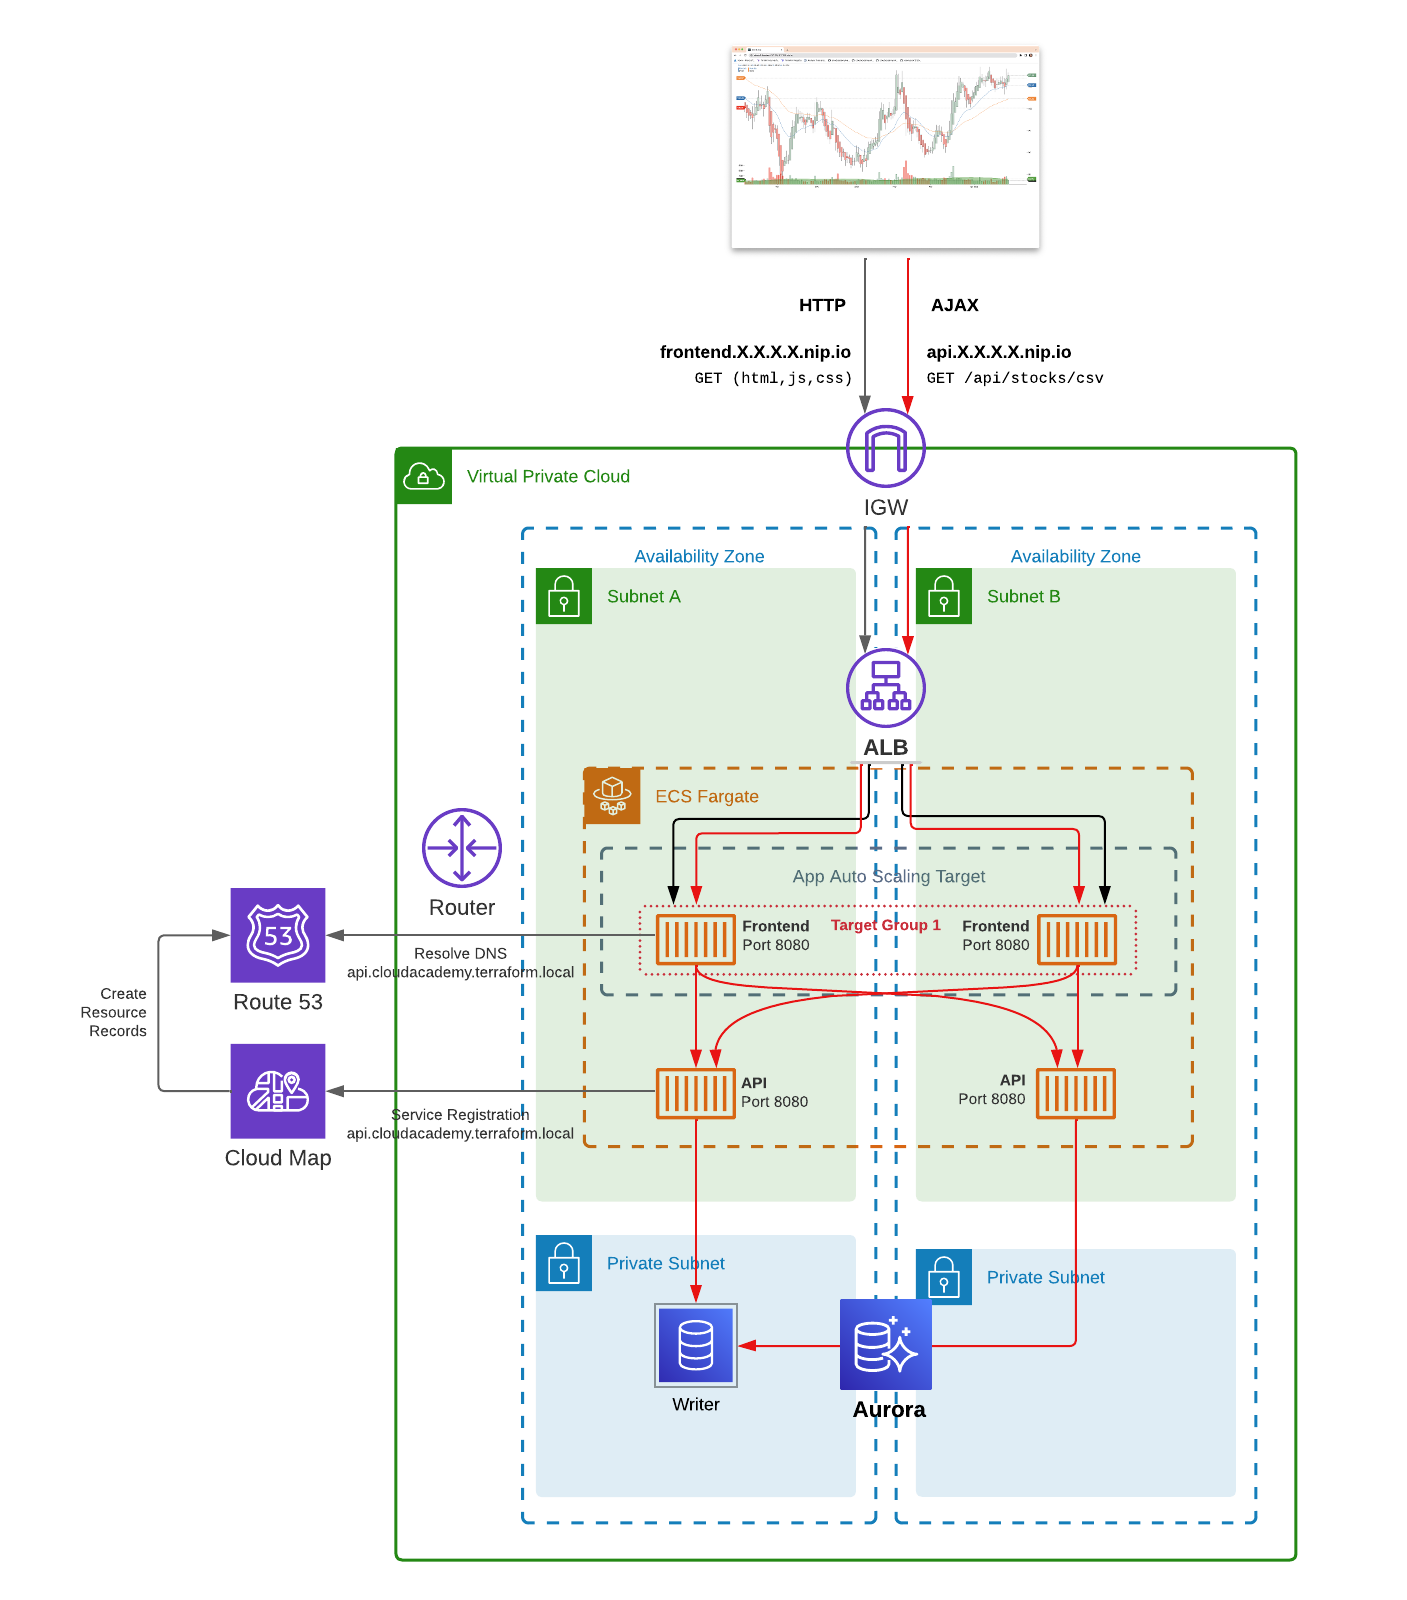 HTTP
AJAX
frontend.X.X.X.X.nip.io
api.X.X.X.X.nip.io
GET (html,js,css)
GET /api/stocks/csv
Virtual Private Cloud
IGW
Availability Zone
Availability Zone
Subnet A
Subnet B
ALB
ECS Fargate
App Auto Scaling Target
Router
Frontend
Port 8080
Target Group 1
Frontend
Port 8080
53
Resolve DNS
api.cloudacademy.terraform.local
Route 53
Create
Resource
Records
API
Port 8080
API
Port 8080
Service Registration
api.cloudacademy.terraform.local
Cloud Map
Private Subnet
Private Subnet
Writer
Aurora